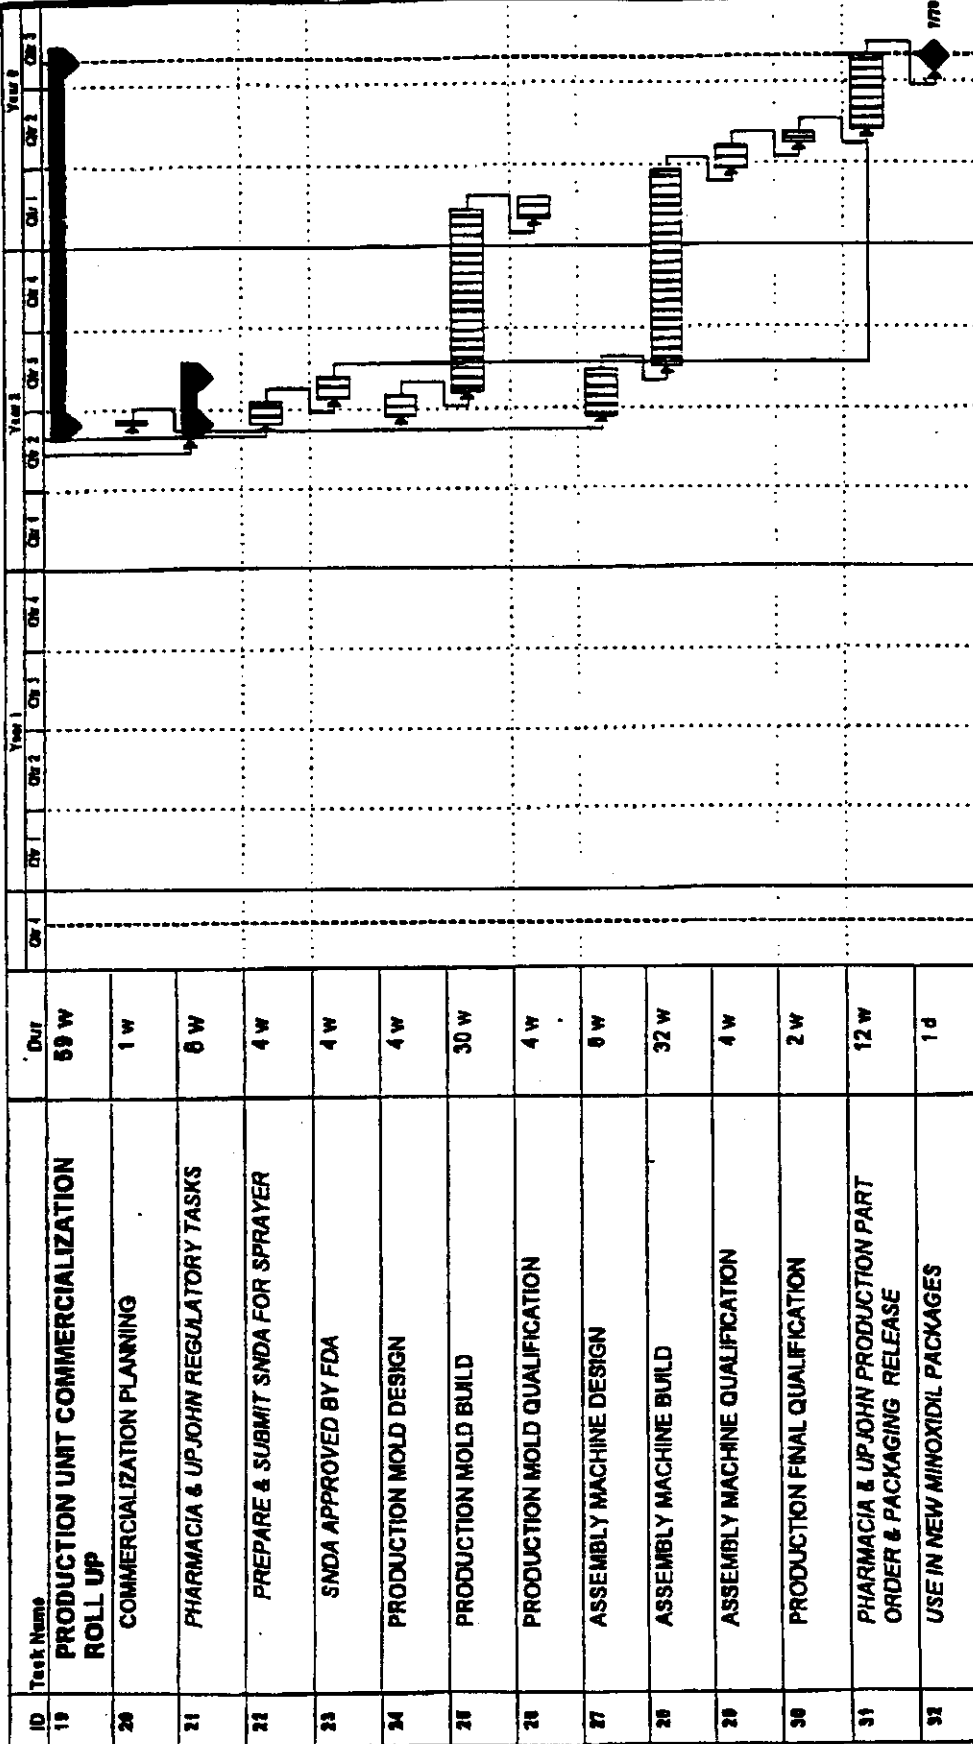 ID Task Name Dur
Year 1 Year 2
Qtr 4 Qtr 1 Qtr 2 Qtr 3 Qtr 4 Qtr 1 Qtr 2 Qtr 3 Qtr 4 Qtr 1 Qtr 2 Qtr 3
19 PRODUCTION UNIT COMMERCIALIZATION 59 w
ROLL UP
20 COMMERCIALIZATION PLANNING 1 w
21 PHARMACIA & UPJOHN REGULATORY TASKS 8 w
22 PREPARE & SUBMIT SNDA FOR SPRAYER 4 w
23 SNDA APPROVED BY FDA 4 w
24 PRODUCTION MOLD DESIGN 4 w
25 PRODUCTION MOLD BUILD 30 w
26 PRODUCTION MOLD QUALIFICATION 4 w
27 ASSEMBLY MACHINE DESIGN 8 w
28 ASSEMBLY MACHINE BUILD 32 w
29 ASSEMBLY MACHINE QUALIFICATION 4 w
30 PRODUCTION FINAL QUALIFICATION 2 w
31 PHARMACIA & UPJOHN PRODUCTION PART 12 w
ORDER & PACKAGING RELEASE
32 USE IN NEW MINOXIDIL PACKAGES 1 d